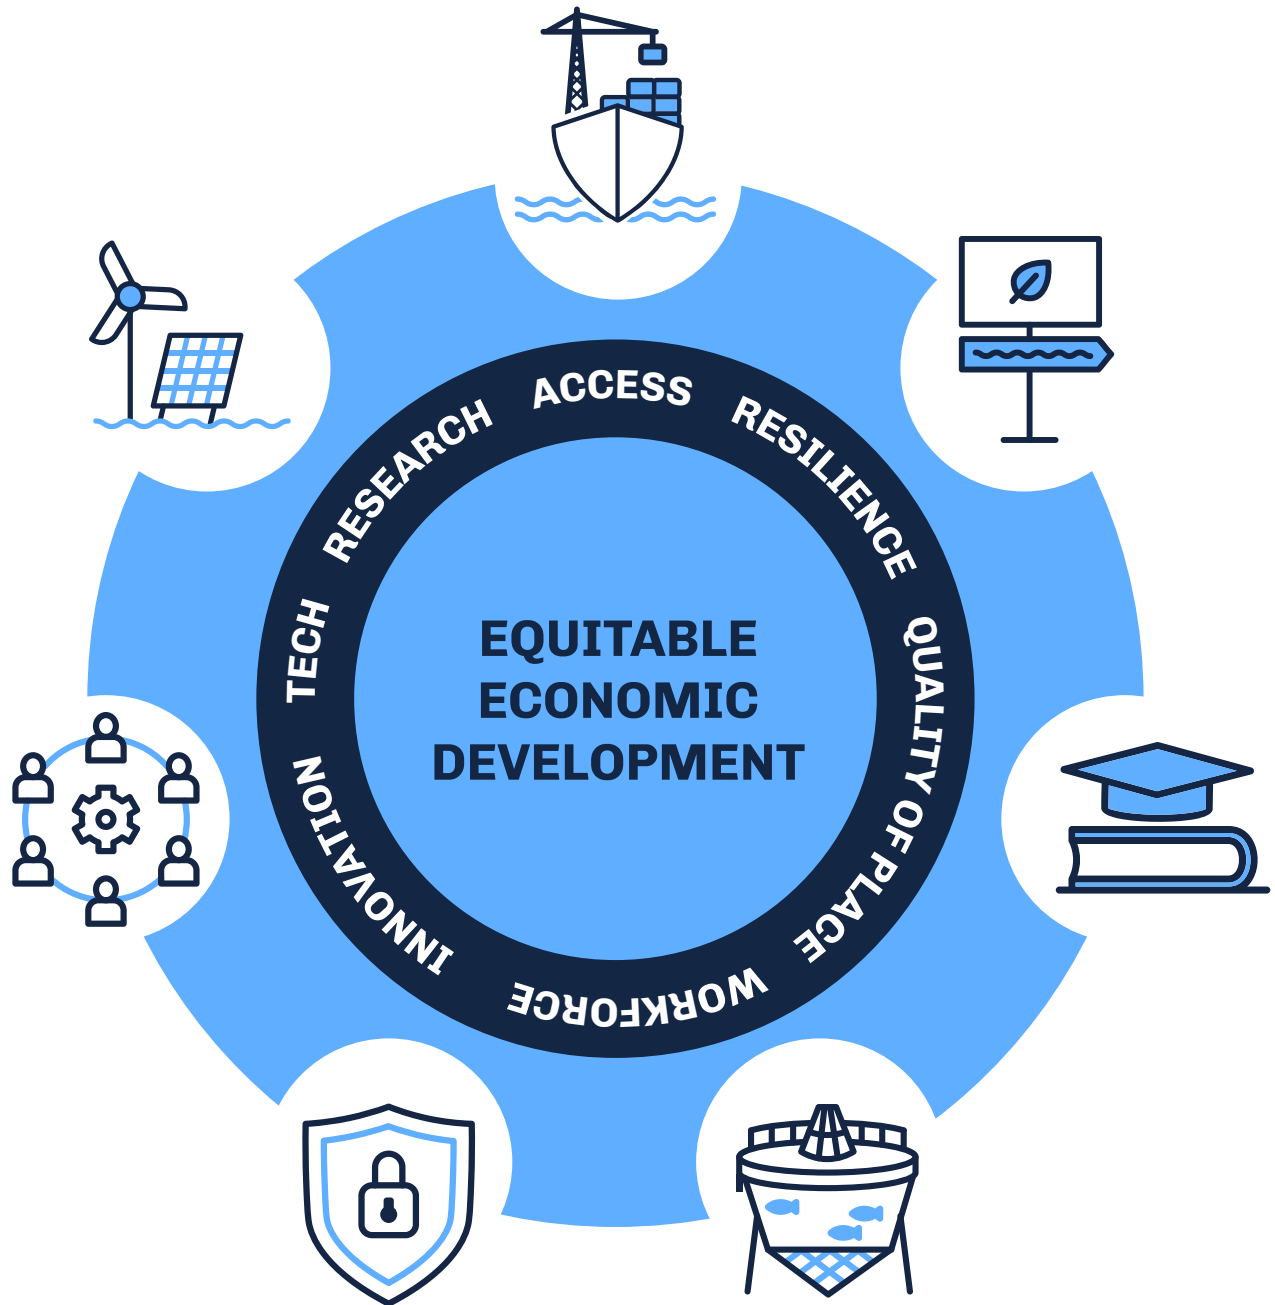 ACCESS
RESILIENCE
QUALITY OF PLACE
WORKFORCE
INNOVATION
TECH
RESEARCH
EQUITABLE
ECONOMIC
DEVELOPMENT